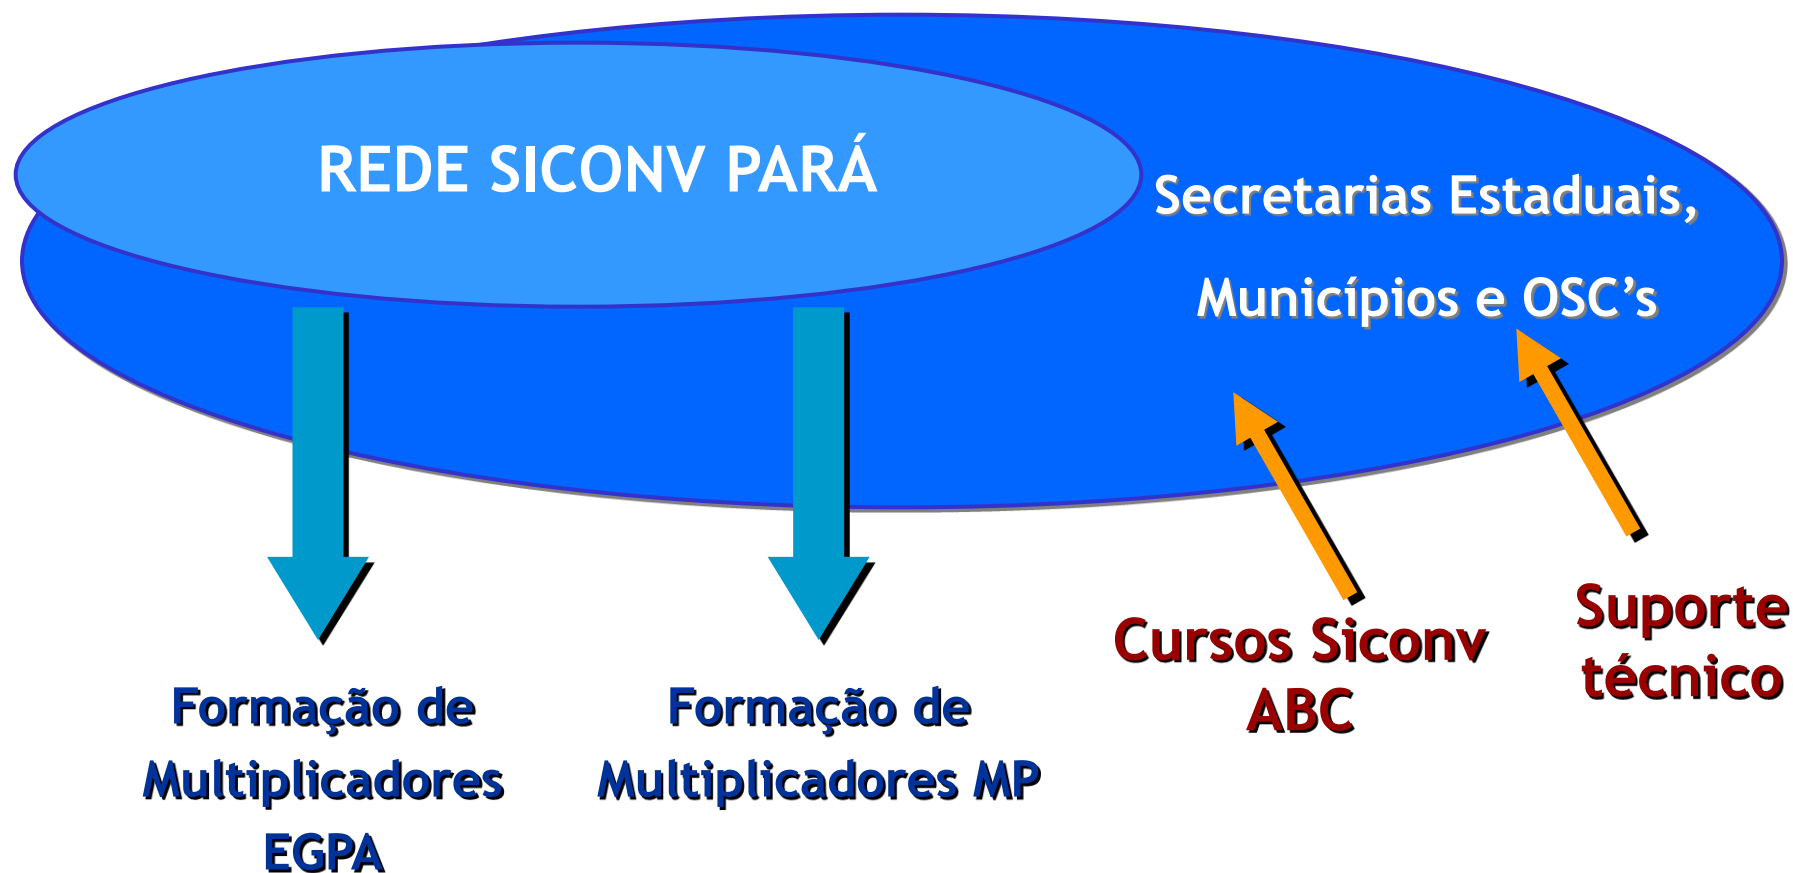 REDE SICONV PARÁ
Secretarias Estaduais,
Municípios e OSC’s
Formação de
Multiplicadores
EGPA
Formação de
Multiplicadores MP
Cursos Siconv
ABC
Suporte
técnico